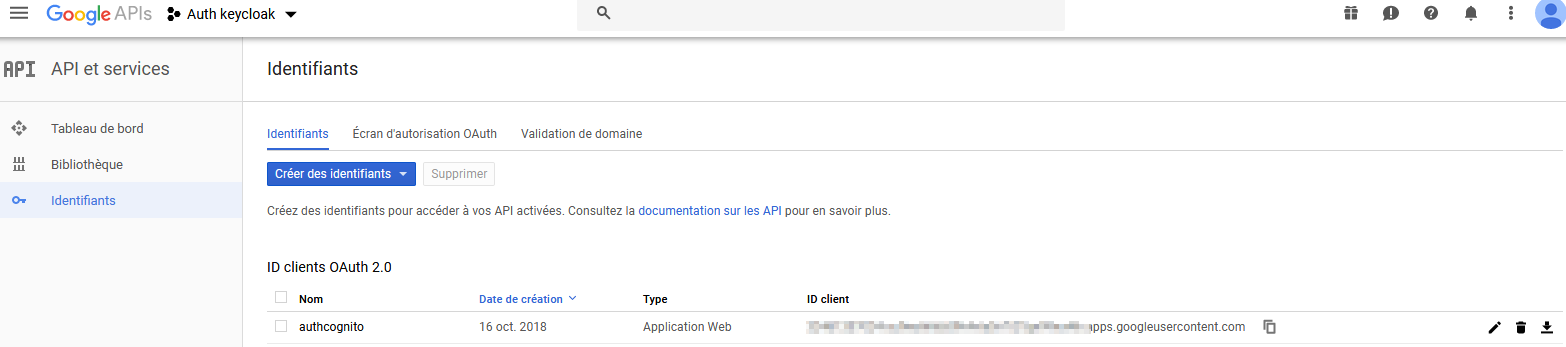 Google APIs Auth keycloak
API API et services
Identifiants
Tableau de bord
Bibliothèque
Identifiants
Identifiants Écran d'autorisation OAuth Validation de domaine
Créer des identifiants Supprimer
Créez des identifiants pour accéder à vos API activées. Consultez la documentation sur les API pour en savoir plus.
ID clients OAuth 2.0
Nom Date de création Type ID client
authcognito 16 oct. 2018 Application Web apps.googleusercontent.com